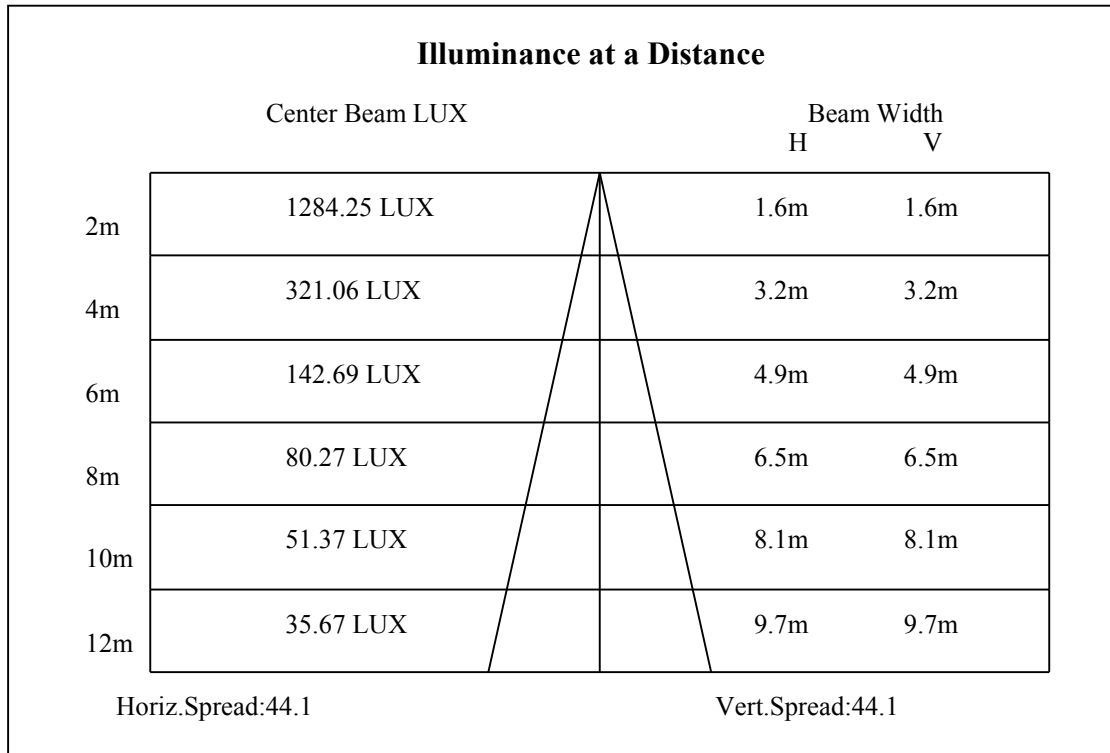 Illuminance at a Distance
Center Beam LUX Beam Width
H V
2m 1284.25 LUX 1.6m 1.6m
4m 321.06 LUX 3.2m 3.2m
6m 142.69 LUX 4.9m 4.9m
8m 80.27 LUX 6.5m 6.5m
10m 51.37 LUX 8.1m 8.1m
12m 35.67 LUX 9.7m 9.7m
Horiz.Spread:44.1 Vert.Spread:44.1